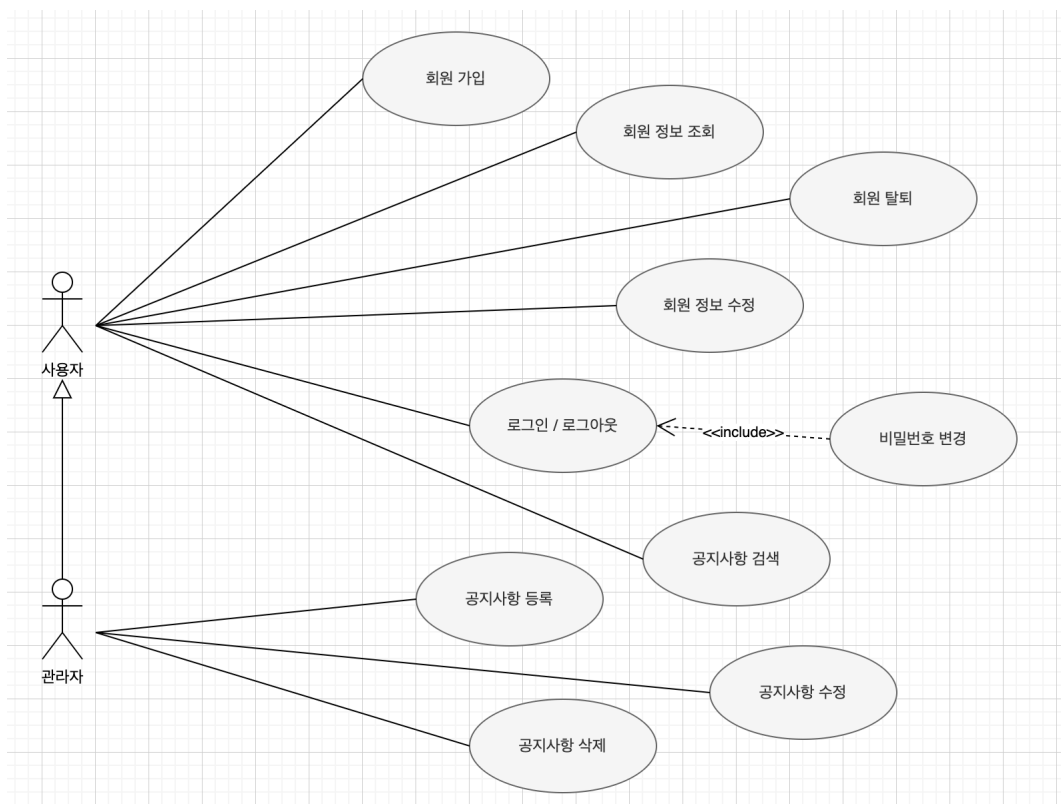 회원 가입
회원 정보 조회
회원 탈퇴
회원 정보 수정
사용자
로그인 / 로그아웃
<<include>>
비밀번호 변경
공지사항 검색
공지사항 등록
관라자
공지사항 수정
공지사항 삭제